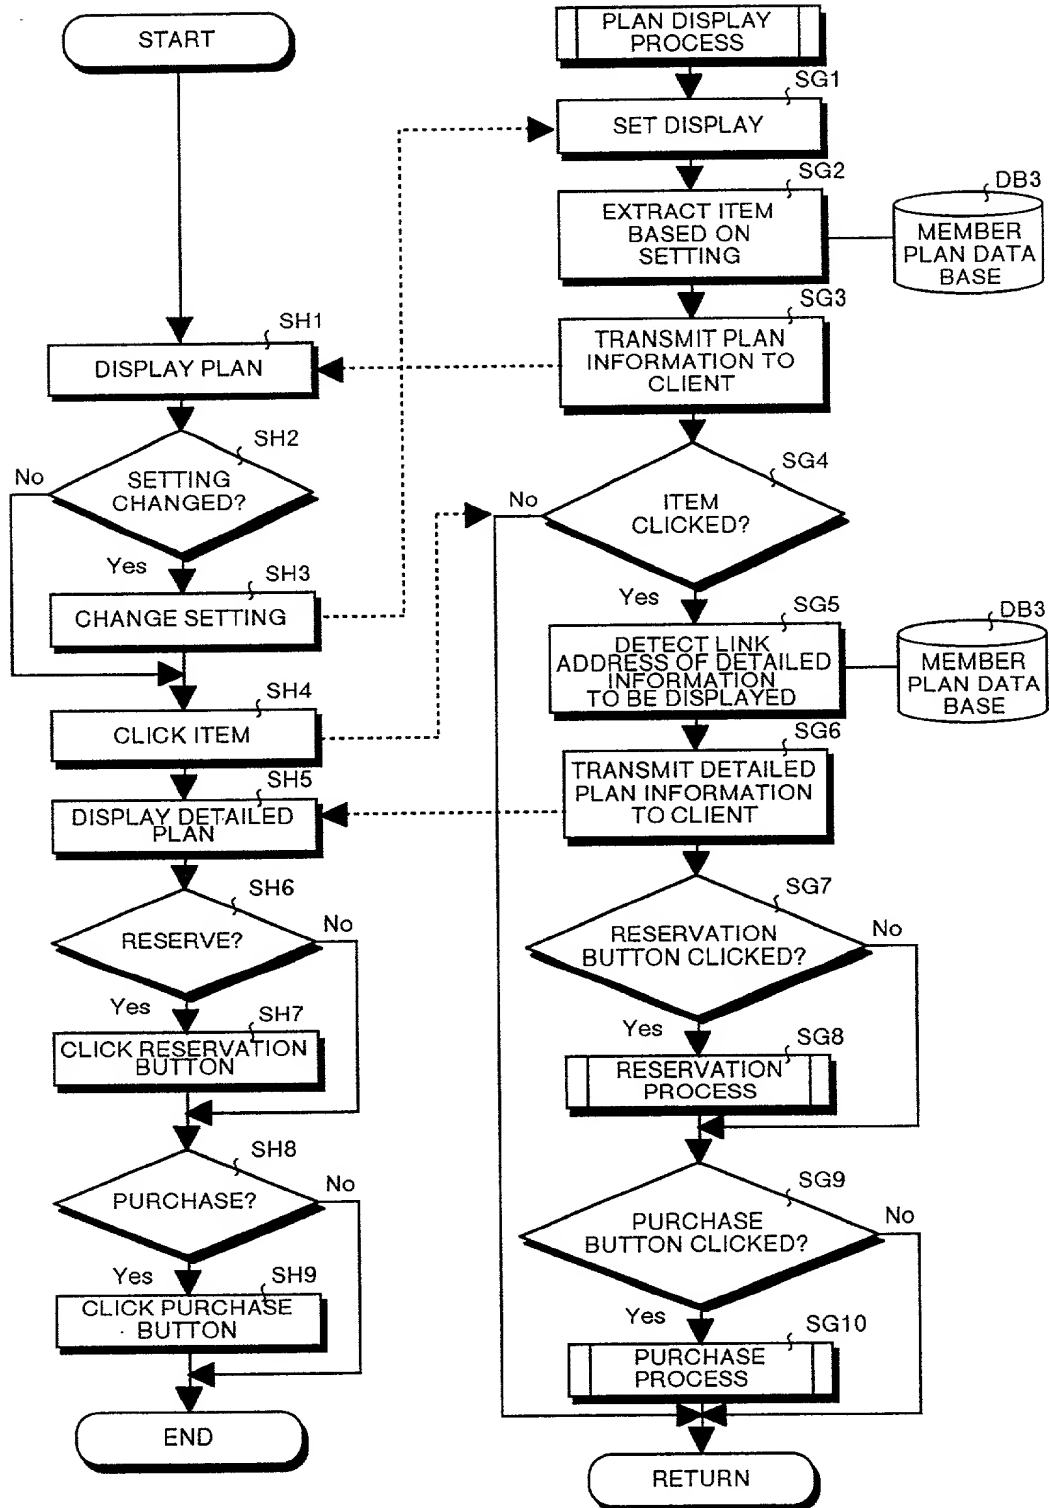 START
SH1
DISPLAY PLAN
SH2
SETTING
CHANGED?
No
Yes
SH3
CHANGE SETTING
SH4
CLICK ITEM
SH5
DISPLAY DETAILED
PLAN
SH6
RESERVE?
No
Yes
SH7
CLICK RESERVATION
BUTTON
SH8
PURCHASE?
No
Yes
SH9
CLICK PURCHASE
BUTTON
END
PLAN DISPLAY
PROCESS
SG1
SET DISPLAY
SG2
EXTRACT ITEM
BASED ON
SETTING
DB3
MEMBER
PLAN DATA
BASE
SG3
TRANSMIT PLAN
INFORMATION TO
CLIENT
SG4
ITEM
CLICKED?
No
Yes
SG5
DETECT LINK
ADDRESS OF DETAILED
INFORMATION
TO BE DISPLAYED
DB3
MEMBER
PLAN DATA
BASE
SG6
TRANSMIT DETAILED
PLAN INFORMATION
TO CLIENT
SG7
RESERVATION
BUTTON CLICKED?
No
Yes
SG8
RESERVATION
PROCESS
SG9
PURCHASE
BUTTON CLICKED?
No
Yes
SG10
PURCHASE
PROCESS
RETURN